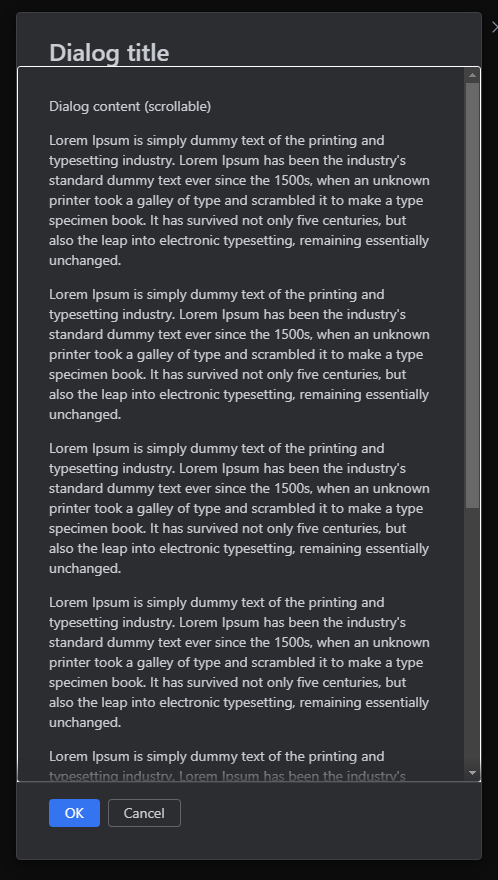 Dialog title
Dialog content (scrollable)
Lorem Ipsum is simply dummy text of the printing and
typesetting industry. Lorem Ipsum has been the industry's
standard dummy text ever since the 1500s, when an unknown
printer took a galley of type and scrambled it to make a type
specimen book. It has survived not only five centuries, but
also the leap into electronic typesetting, remaining essentially
unchanged.
Lorem Ipsum is simply dummy text of the printing and
typesetting industry. Lorem Ipsum has been the industry's
standard dummy text ever since the 1500s, when an unknown
printer took a galley of type and scrambled it to make a type
specimen book. It has survived not only five centuries, but
also the leap into electronic typesetting, remaining essentially
unchanged.
Lorem Ipsum is simply dummy text of the printing and
typesetting industry. Lorem Ipsum has been the industry's
standard dummy text ever since the 1500s, when an unknown
printer took a galley of type and scrambled it to make a type
specimen book. It has survived not only five centuries, but
also the leap into electronic typesetting, remaining essentially
unchanged.
Lorem Ipsum is simply dummy text of the printing and
typesetting industry. Lorem Ipsum has been the industry's
standard dummy text ever since the 1500s, when an unknown
printer took a galley of type and scrambled it to make a type
specimen book. It has survived not only five centuries, but
also the leap into electronic typesetting, remaining essentially
unchanged.
Lorem Ipsum is simply dummy text of the printing and
typesetting industry. Lorem Ipsum has been the industry's
OK Cancel